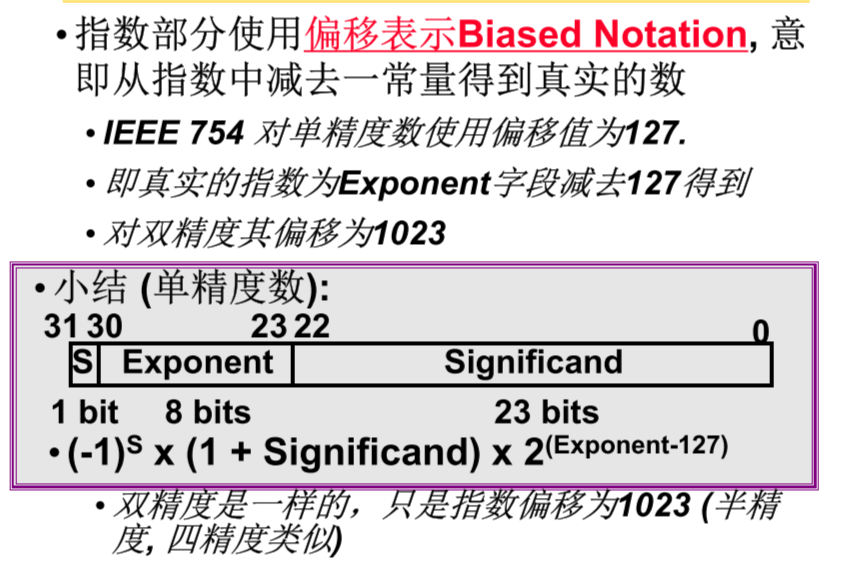 • 指数部分使用偏移表示Biased Notation, 意
即从指数中减去一常量得到真实的数
• IEEE 754 对单精度数使用偏移值为127.
• 即真实的指数为Exponent字段减去127得到
• 对双精度其偏移为1023
• 小结 (单精度数):
31 30 23 22 0
S Exponent Significand
1 bit 8 bits 23 bits
• (-1)^S x (1 + Significand) x 2^(Exponent-127)
• 双精度是一样的，只是指数偏移为1023 (半精
度, 四精度类似)